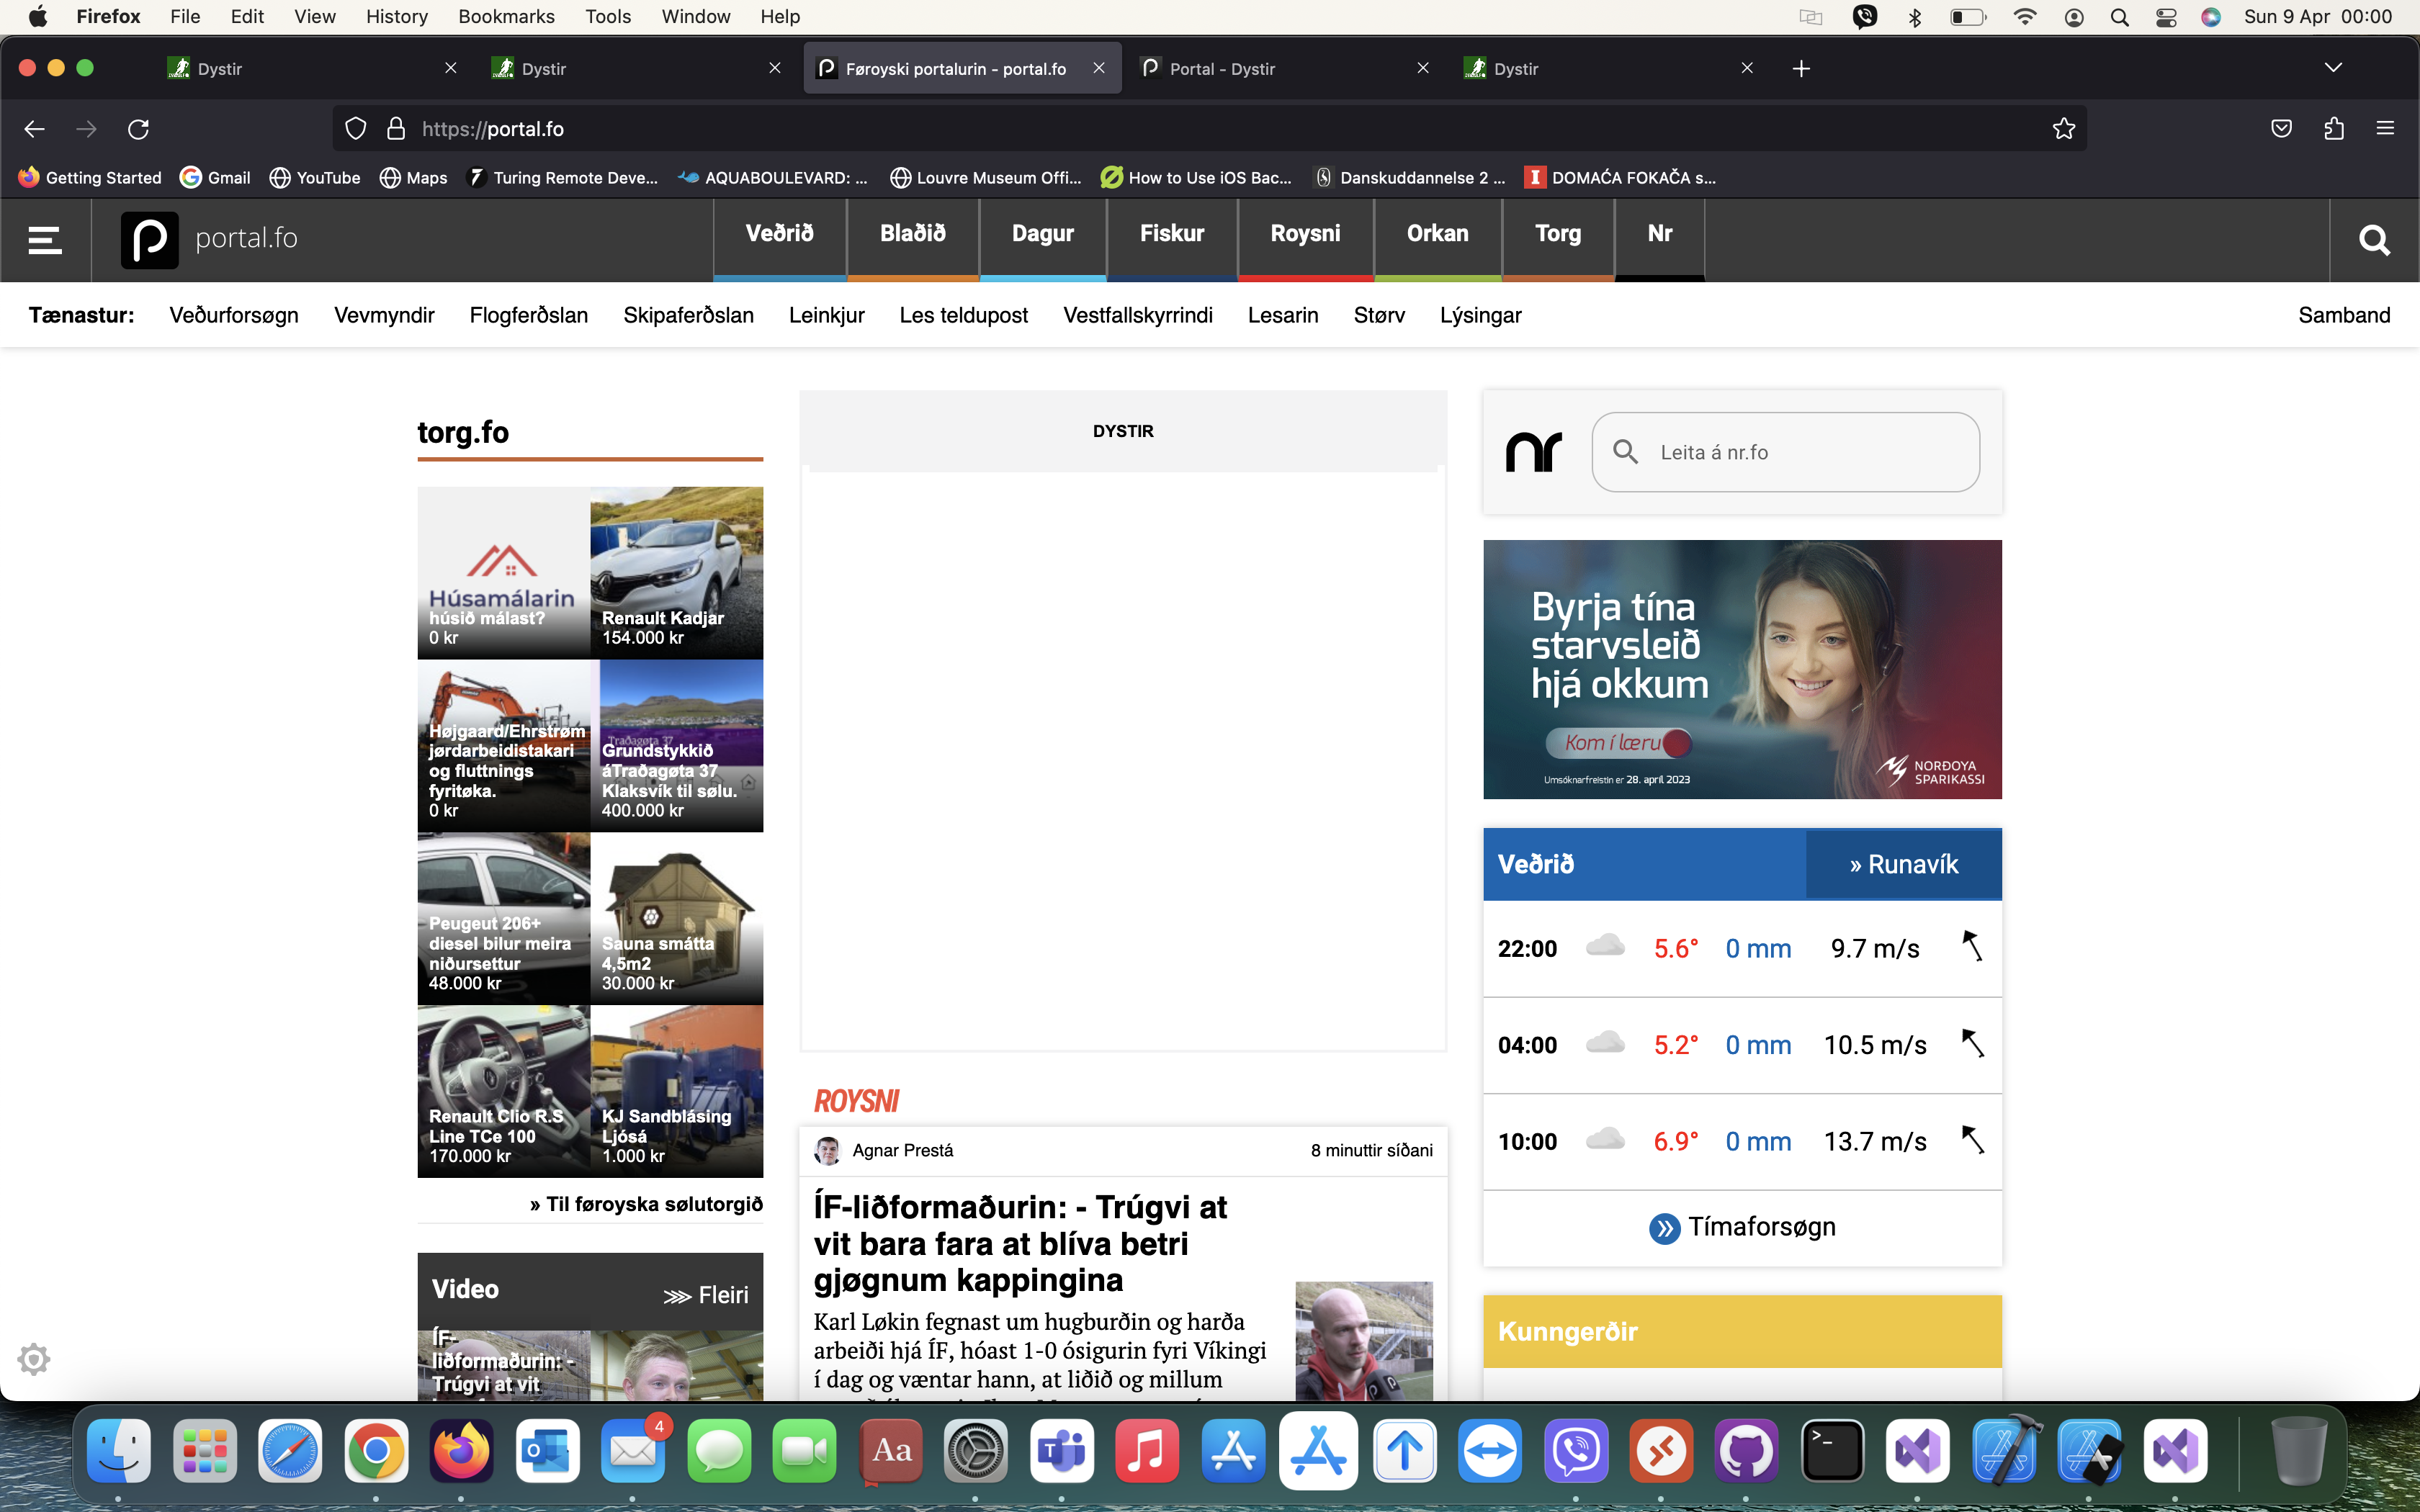 Firefox File Edit View History Bookmarks Tools Window Help Sun 9 Apr 00:00
Dystir Dystir Føroyski portalurin - portal.fo Portal - Dystir Dystir
https://portal.fo
Getting Started Gmail YouTube Maps Turing Remote Deve... AQUABOULEVARD: ... Louvre Museum Offi... How to Use iOS Bac... Danskuddannelse 2 ... DOMAĆA FOKAČA s...
portal.fo Veðrið Blaðið Dagur Fiskur Roysni Orkan Torg Nr
Tænastur: Veðurforsøgn Vevmyndir Flogferðslan Skipaferðslan Leinkjur Les teldupost Vestfallskyrrindi Lesarin Størv Lýsingar Samband
torg.fo
Húsamálarin
húsið málast?
0 kr
Renault Kadjar
154.000 kr
Højgaard/Ehrstrøm
jørdarbeidistakari
og fluttnings
fyritøka.
0 kr
Traðagøta 37
Grundstykkið
áTraðagøta 37
Klaksvík til sølu.
400.000 kr
Peugeut 206+
diesel bilur meira
niðursettur
48.000 kr
Sauna smátta
4,5m2
30.000 kr
Renault Clio R.S
Line TCe 100
170.000 kr
KJ Sandblásing
Ljósá
1.000 kr
» Til føroyska sølutorgið
Video Fleiri
ÍF-
liðformaðurin: -
Trúgvi at vit
DYSTIR
ROYSNI
Agnar Prestá 8 minuttir síðani
ÍF-liðformaðurin: - Trúgvi at
vit bara fara at blíva betri
gjøgnum kappingina
Karl Løkin fegnast um hugburðin og harða
arbeiði hjá ÍF, hóast 1-0 ósigurin fyri Víkingi
í dag og væntar hann, at liðið og millum
nr Leita á nr.fo
Byrja tína
starvsleið
hjá okkum
Kom í læru
Umsóknarfreistin er 28. apríl 2023
NORÐOYA
SPARIKASSI
Veðrið » Runavík
22:00 5.6° 0 mm 9.7 m/s
04:00 5.2° 0 mm 10.5 m/s
10:00 6.9° 0 mm 13.7 m/s
Tímaforsøgn
Kunngerðir
4
Aa